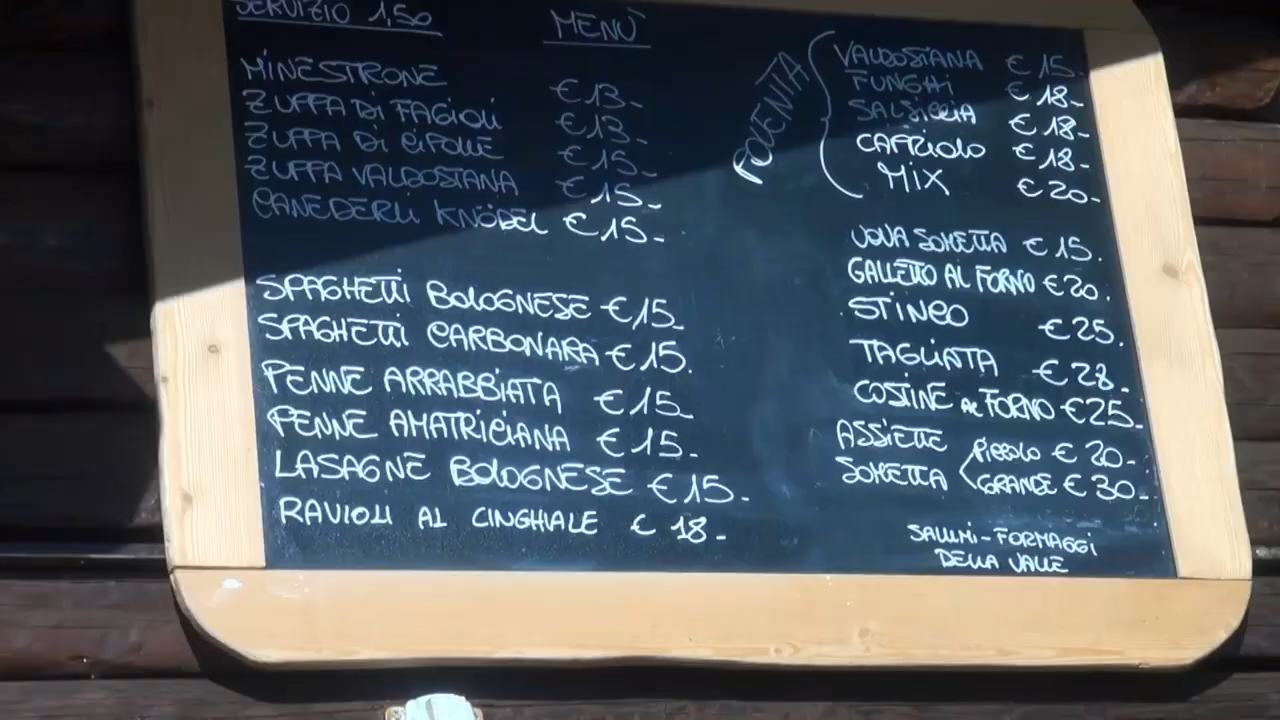 SERVIZIO 1,50
MENÙ
MINESTRONE € 13-
ZUPPA DI FAGIOLI € 13-
ZUPPA DI CIPOLLE € 15-
ZUPPA VALDOSTANA € 15-
CANEDERLI KNÖDEL € 15-
SPAGHETTI BOLOGNESE € 15-
SPAGHETTI CARBONARA € 15.
PENNE ARRABBIATA € 15-
PENNE AMATRICIANA € 15-
LASAGNE BOLOGNESE € 15-
RAVIOLI AL CINGHIALE € 18-
POLENTA
VALDOSTANA € 15-
FUNGHI € 18-
SALSICCIA € 18-
CAPRIOLO € 18-
MIX € 20-
UOVA SOMETTA € 15.
GALLETTO AL FORNO € 20.
STINCO € 25.
TAGLIATA € 28-
COSTINE AL FORNO € 25-
ASSIETTE PICCOLO € 20-
SOMETTA GRANDE € 30-
SALUMI-FORMAGGI
DELLA VALLE